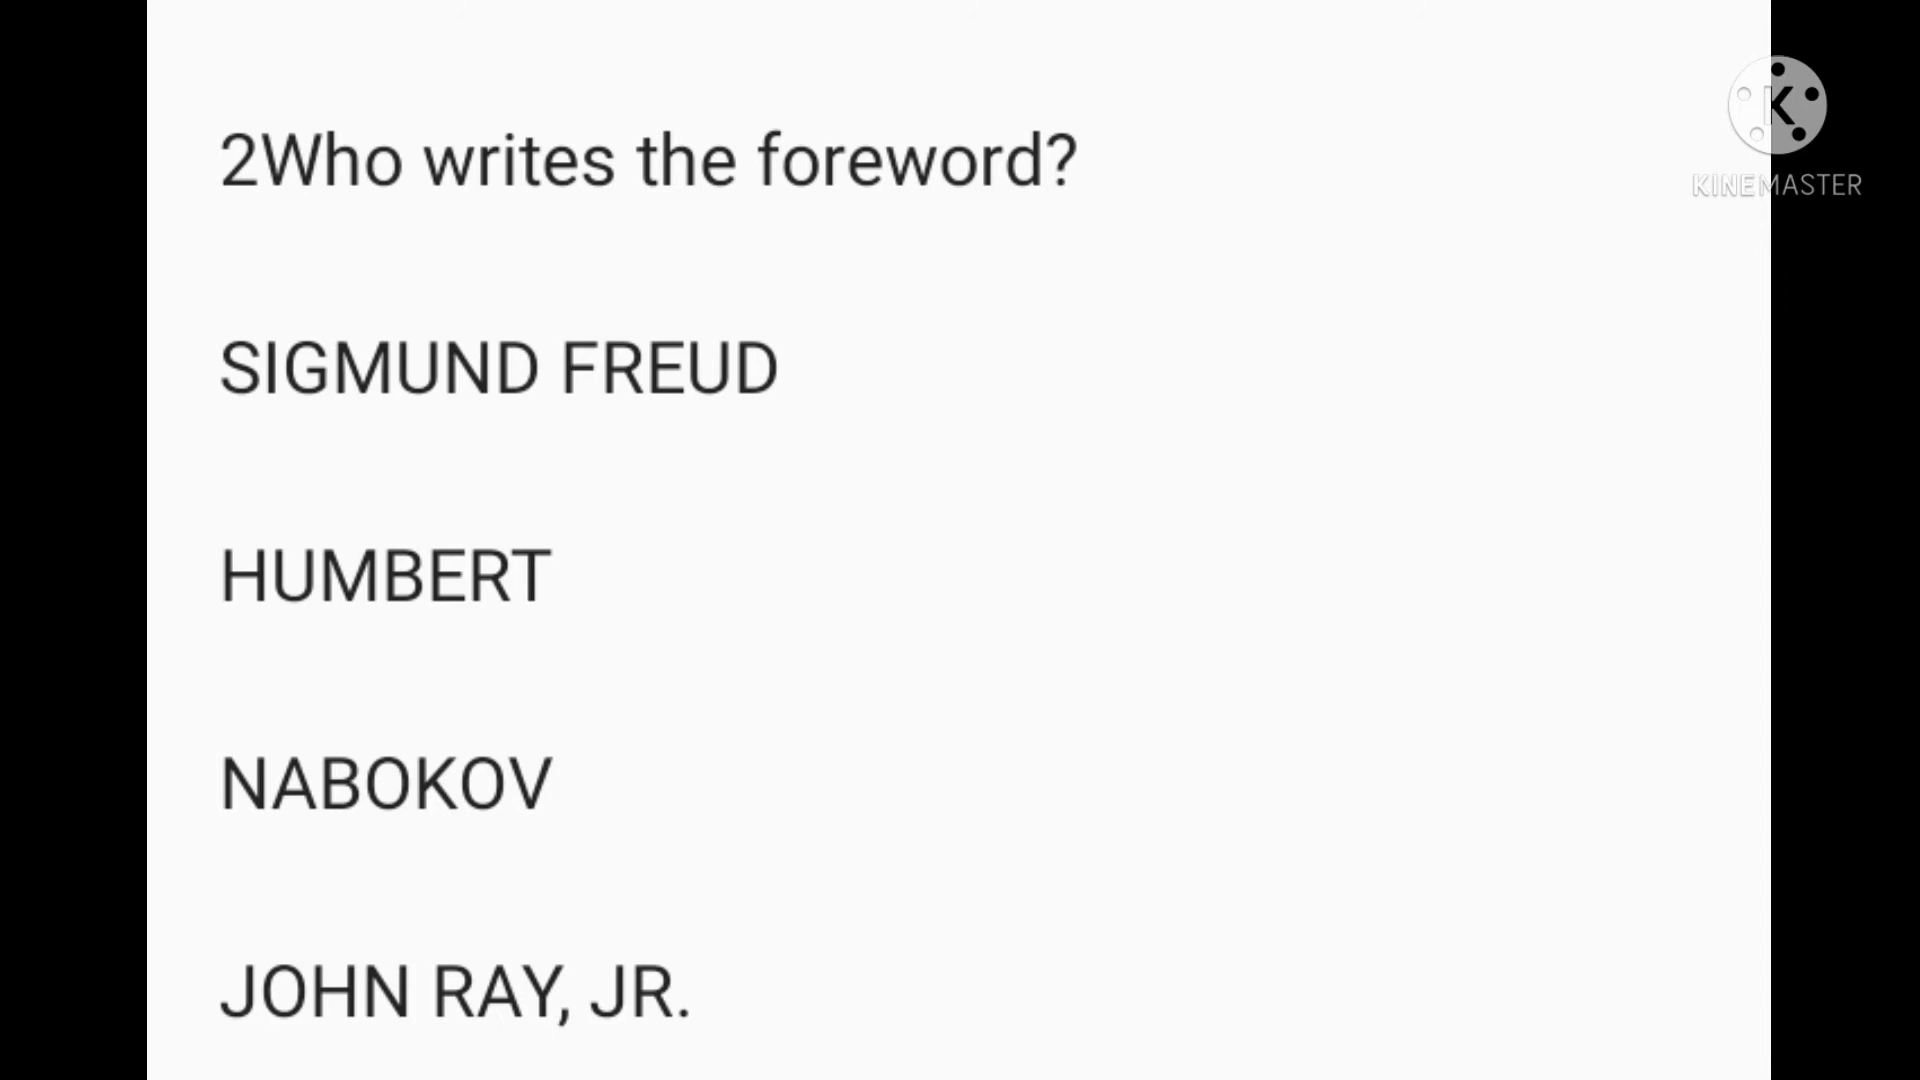 2Who writes the foreword?
SIGMUND FREUD
HUMBERT
NABOKOV
JOHN RAY, JR.
K
KINEMASTER